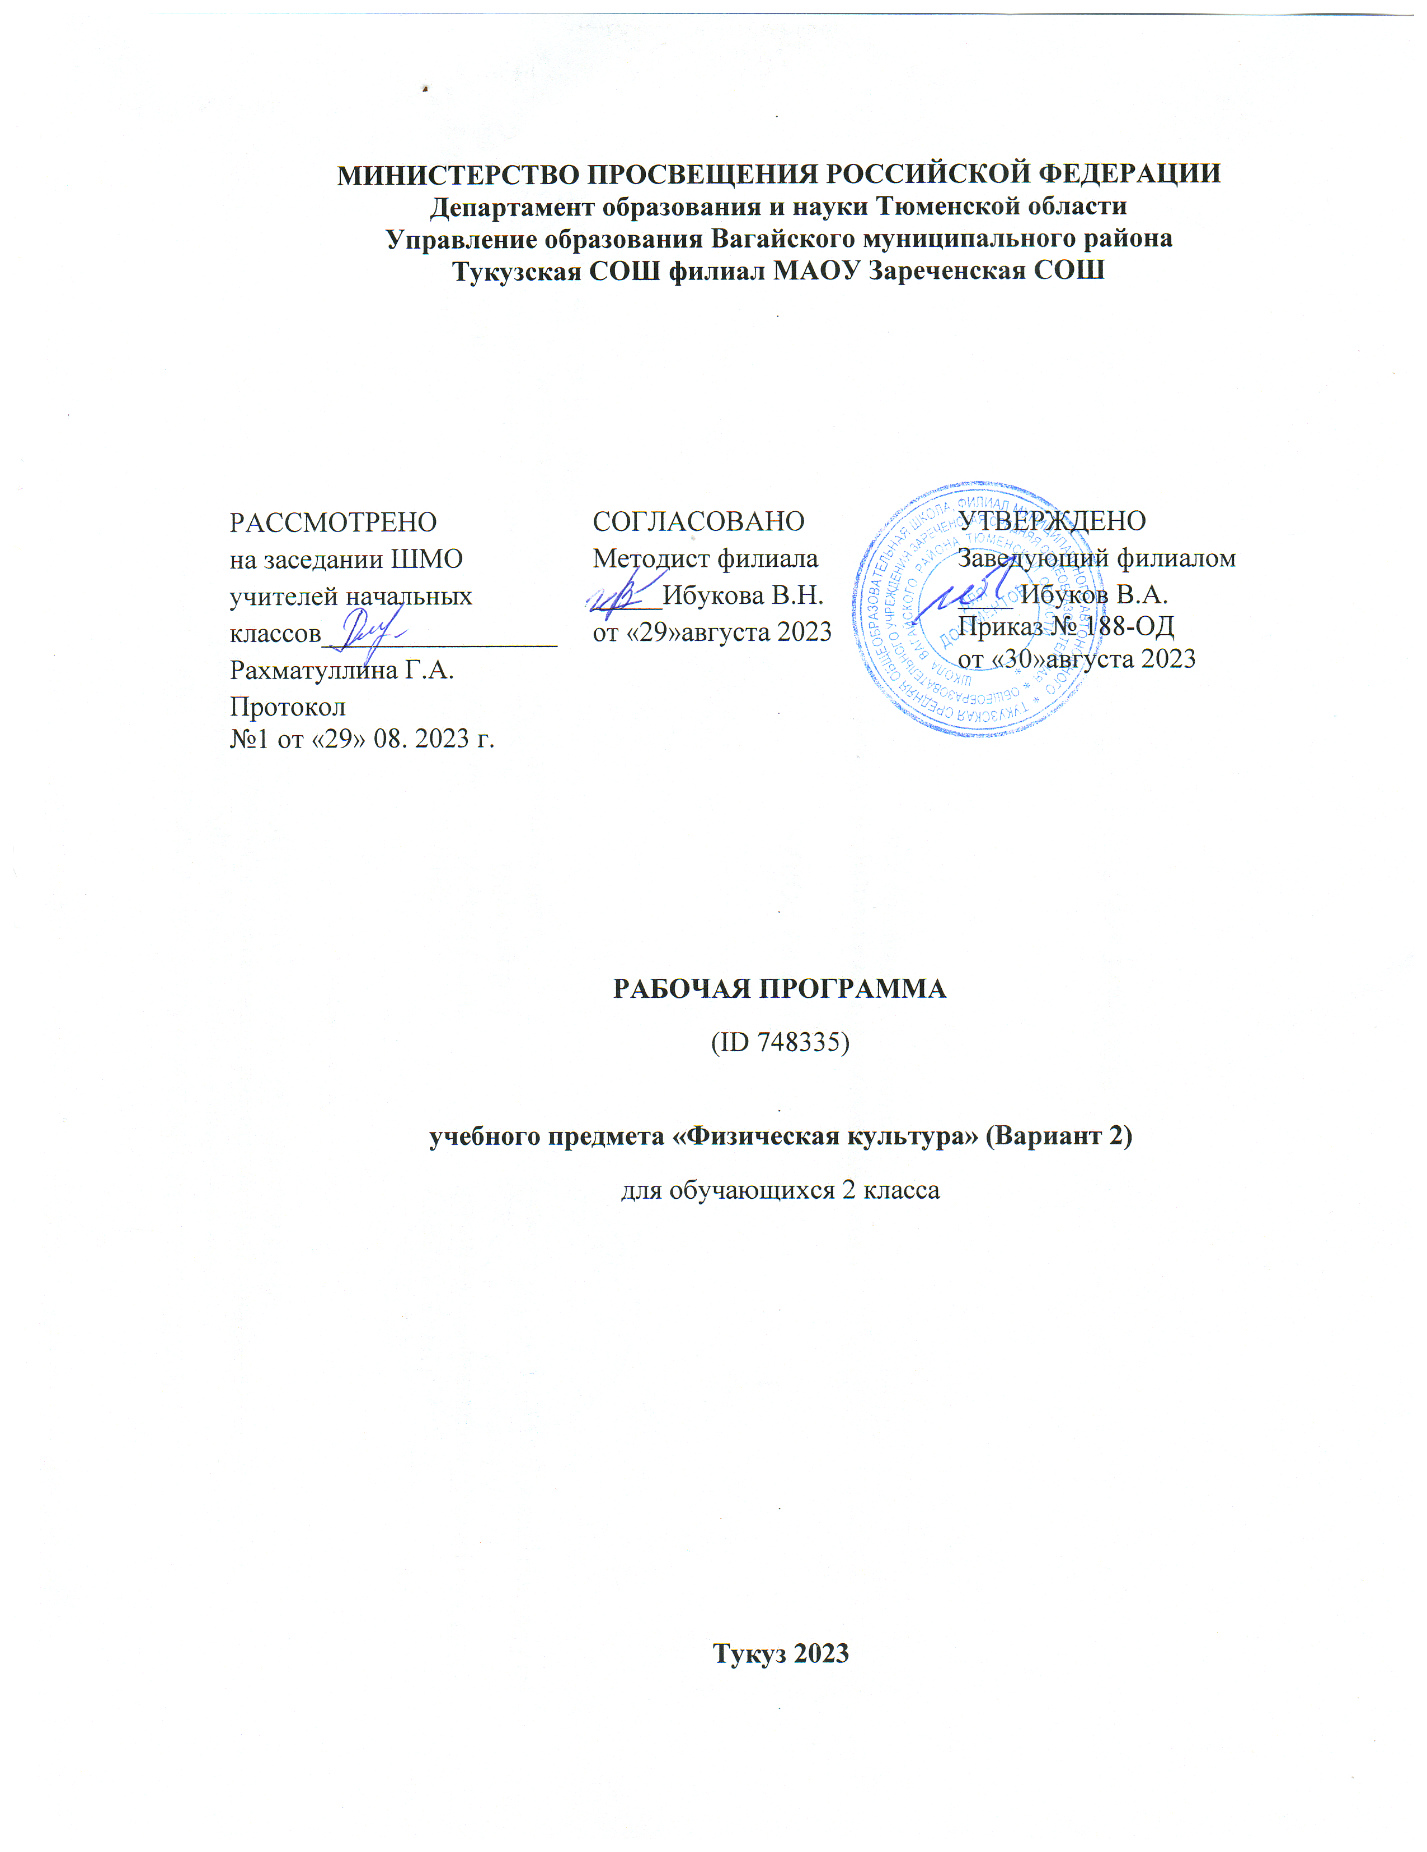 МИНИСТЕРСТВО ПРОСВЕЩЕНИЯ РОССИЙСКОЙ ФЕДЕРАЦИИ
Департамент образования и науки Тюменской области
Управление образования Вагайского муниципального района
Тукузская СОШ филиал МАОУ Зареченская СОШ
РАССМОТРЕНО
на заседании ШМО
учителей начальных
классов
Рахматуллина Г.А.
Протокол
№1 от «29» 08. 2023 г.
СОГЛАСОВАНО
Методист филиала
Ибукова В.Н.
от «29»августа 2023
УТВЕРЖДЕНО
Заведующий филиалом
Ибуков В.А.
Приказ № 188-ОД
от «30»августа 2023
РАБОЧАЯ ПРОГРАММА
(ID 748335)
учебного предмета «Физическая культура» (Вариант 2)
для обучающихся 2 класса
Тукуз 2023